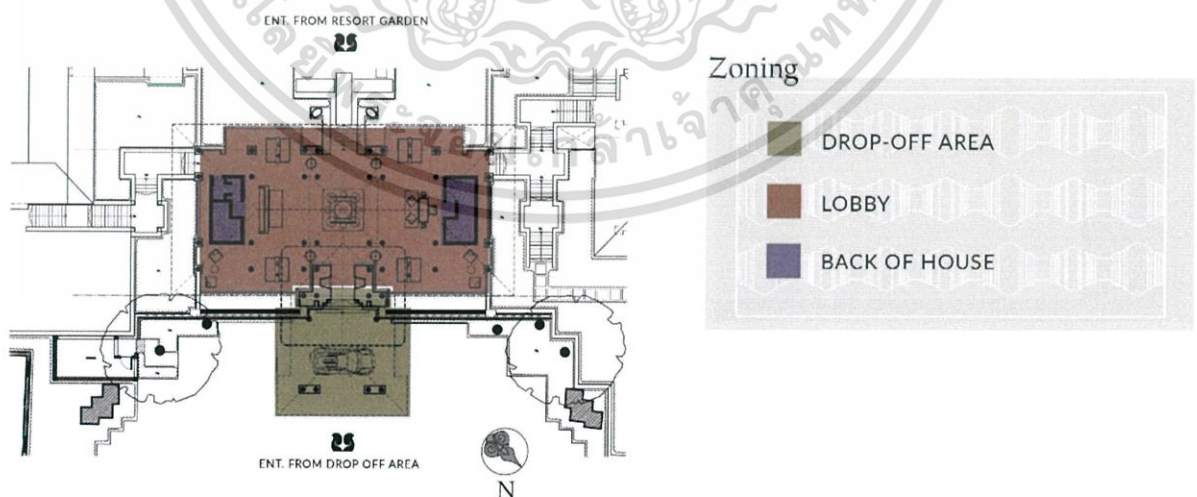 ENT. FROM RESORT GARDEN
Zoning
DROP-OFF AREA
LOBBY
BACK OF HOUSE
ENT. FROM DROP OFF AREA
N